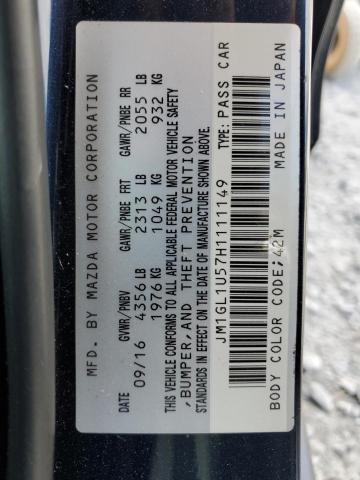 MFD. BY MAZDA MOTOR CORPORATION
DATE GVWR/PNBV GAWR/PNBE FRT GAWR/PNBE RR
09/16 4356 LB 2313 LB 2055 LB
1976 KG 1049 KG 932 KG
THIS VEHICLE CONFORMS TO ALL APPLICABLE FEDERAL MOTOR VEHICLE SAFETY
,BUMPER, AND THEFT PREVENTION
STANDARDS IN EFFECT ON THE DATE OF MANUFACTURE SHOWN ABOVE.
JM1GL1U57H1111149 TYPE: PASS CAR
BODY COLOR CODE;42M MADE IN JAPAN